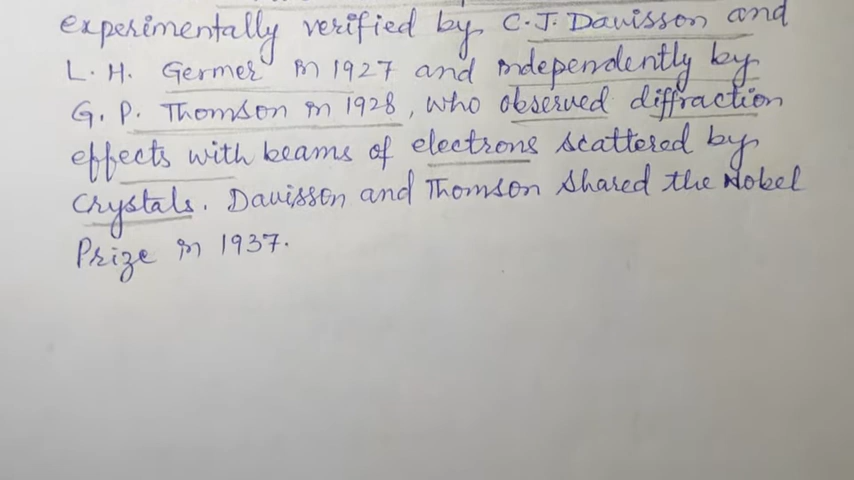 experimentally verified by C.J. Davisson and
L. H. Germer in 1927 and independently by
G. P. Thomson in 1928, who observed diffraction
effects with beams of electrons scattered by
crystals. Davisson and Thomson shared the Nobel
Prize in 1937.